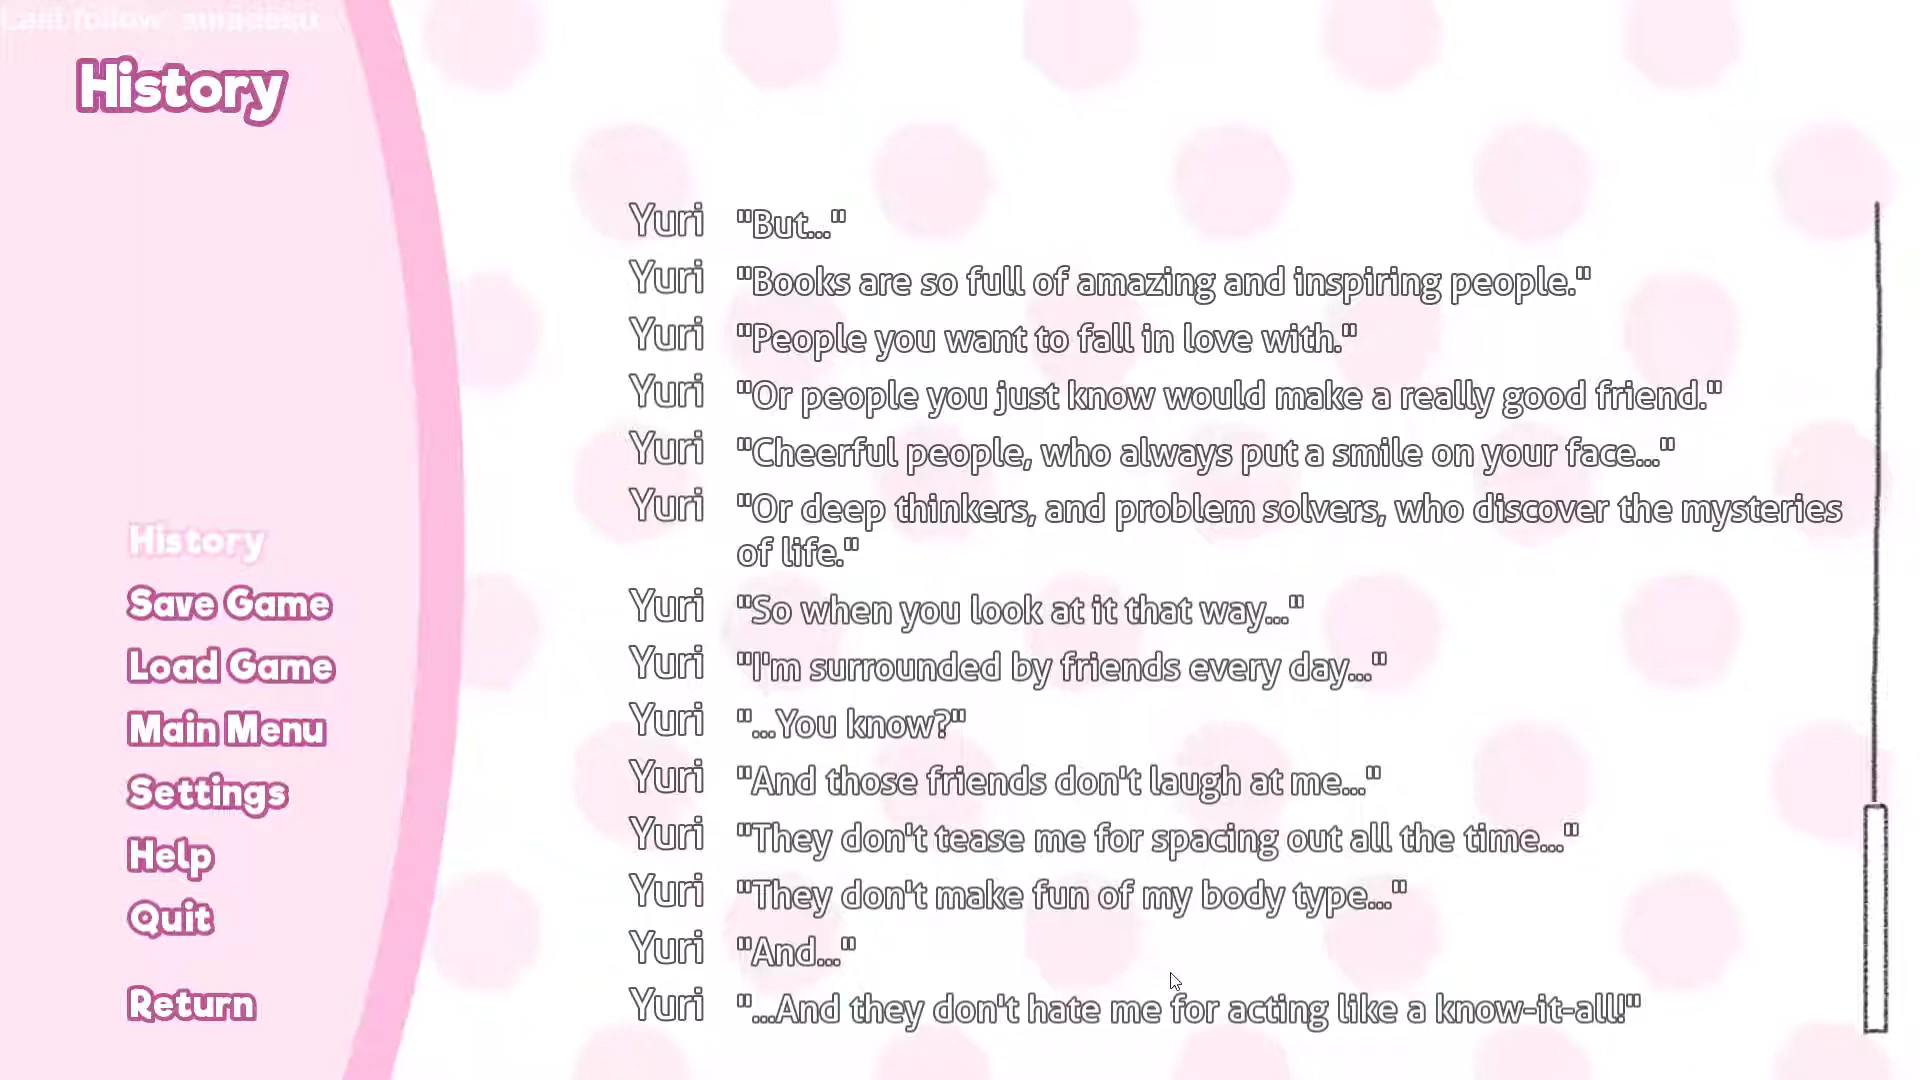 History
Yuri "But..."
Yuri "Books are so full of amazing and inspiring people."
Yuri "People you want to fall in love with."
Yuri "Or people you just know would make a really good friend."
Yuri "Cheerful people, who always put a smile on your face..."
Yuri "Or deep thinkers, and problem solvers, who discover the mysteries
of life."
Yuri "So when you look at it that way..."
Yuri "I'm surrounded by friends every day..."
Yuri "...You know?"
Yuri "And those friends don't laugh at me..."
Yuri "They don't tease me for spacing out all the time..."
Yuri "They don't make fun of my body type..."
Yuri "And..."
Yuri "...And they don't hate me for acting like a know-it-all!"
History
Save Game
Load Game
Main Menu
Settings
Help
Quit
Return